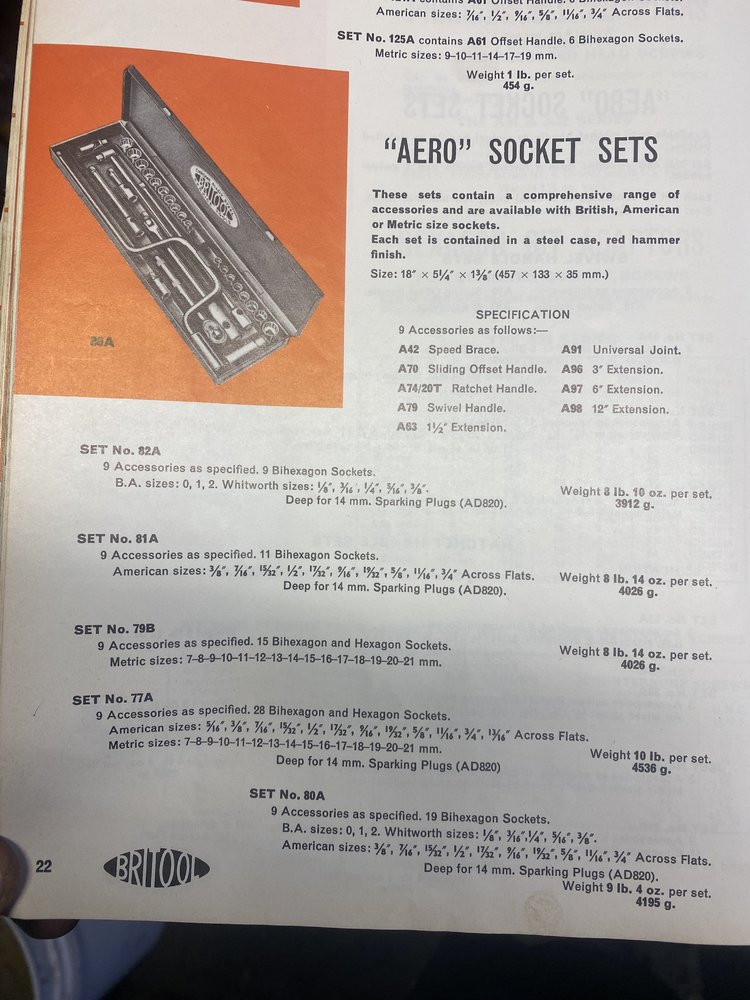 American sizes: 7/16″, 1/2″, 9/16″, 5/8″, 11/16″, 3/4″ Across Flats.
SET No. 125A contains A61 Offset Handle. 6 Bihexagon Sockets.
Metric sizes: 9–10–11–14–17–19 mm.
Weight 1 lb. per set.
454 g.
“AERO” SOCKET SETS
These sets contain a comprehensive range of
accessories and are available with British, American
or Metric size sockets.
Each set is contained in a steel case, red hammer
finish.
Size: 18″ × 5 1/4″ × 1 3/8″ (457 × 133 × 35 mm.)
BRITOOL
80A
SPECIFICATION
9 Accessories as follows:—
A42 Speed Brace.
A70 Sliding Offset Handle.
A74/20T Ratchet Handle.
A79 Swivel Handle.
A63 1 1/2″ Extension.
A91 Universal Joint.
A96 3″ Extension.
A97 6″ Extension.
A98 12″ Extension.
SET No. 82A
9 Accessories as specified. 9 Bihexagon Sockets.
B.A. sizes: 0, 1, 2. Whitworth sizes: 1/8″, 3/16″, 1/4″, 5/16″, 3/8″.
Deep for 14 mm. Sparking Plugs (AD820).
Weight 8 lb. 10 oz. per set.
3912 g.
SET No. 81A
9 Accessories as specified. 11 Bihexagon Sockets.
American sizes: 3/8″, 7/16″, 15/32″, 1/2″, 17/32″, 9/16″, 19/32″, 5/8″, 11/16″, 3/4″ Across Flats.
Deep for 14 mm. Sparking Plugs (AD820).
Weight 8 lb. 14 oz. per set.
4026 g.
SET No. 79B
9 Accessories as specified. 15 Bihexagon and Hexagon Sockets.
Metric sizes: 7–8–9–10–11–12–13–14–15–16–17–18–19–20–21 mm.
Weight 8 lb. 14 oz. per set.
4026 g.
SET No. 77A
9 Accessories as specified. 28 Bihexagon and Hexagon Sockets.
American sizes: 5/16″, 3/8″, 7/16″, 15/32″, 1/2″, 17/32″, 9/16″, 19/32″, 5/8″, 11/16″, 3/4″, 13/16″ Across Flats.
Metric sizes: 7–8–9–10–11–12–13–14–15–16–17–18–19–20–21 mm.
Deep for 14 mm. Sparking Plugs (AD820)
Weight 10 lb. per set.
4536 g.
SET No. 80A
9 Accessories as specified. 19 Bihexagon Sockets.
B.A. sizes: 0, 1, 2. Whitworth sizes: 1/8″, 3/16″, 1/4″, 5/16″, 3/8″.
American sizes: 3/8″, 7/16″, 15/32″, 1/2″, 17/32″, 9/16″, 19/32″, 5/8″, 11/16″, 3/4″ Across Flats.
Deep for 14 mm. Sparking Plugs (AD820).
Weight 9 lb. 4 oz. per set.
4195 g.
22
BRITOOL